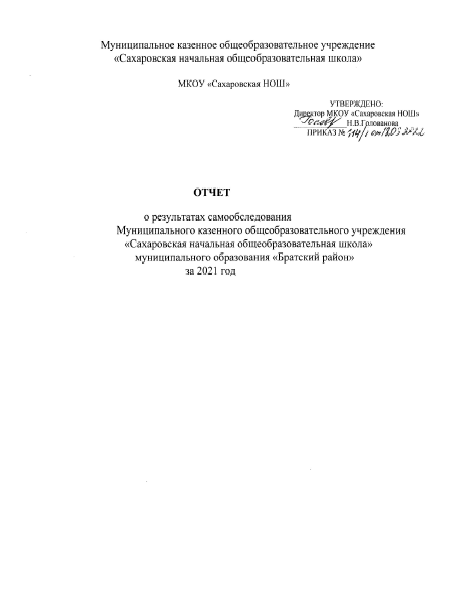 Муниципальное казенное общеобразовательное учреждение
«Сахаровская начальная общеобразовательная школа»
МКОУ «Сахаровская НОШ»
УТВЕРЖДЕНО:
Директор МКОУ «Сахаровская НОШ»
Н.В.Голованова
ПРИКАЗ №
ОТЧЕТ
о результатах самообследования
Муниципального казенного общеобразовательного учреждения
«Сахаровская начальная общеобразовательная школа»
муниципального образования «Братский район»
за 2021 год